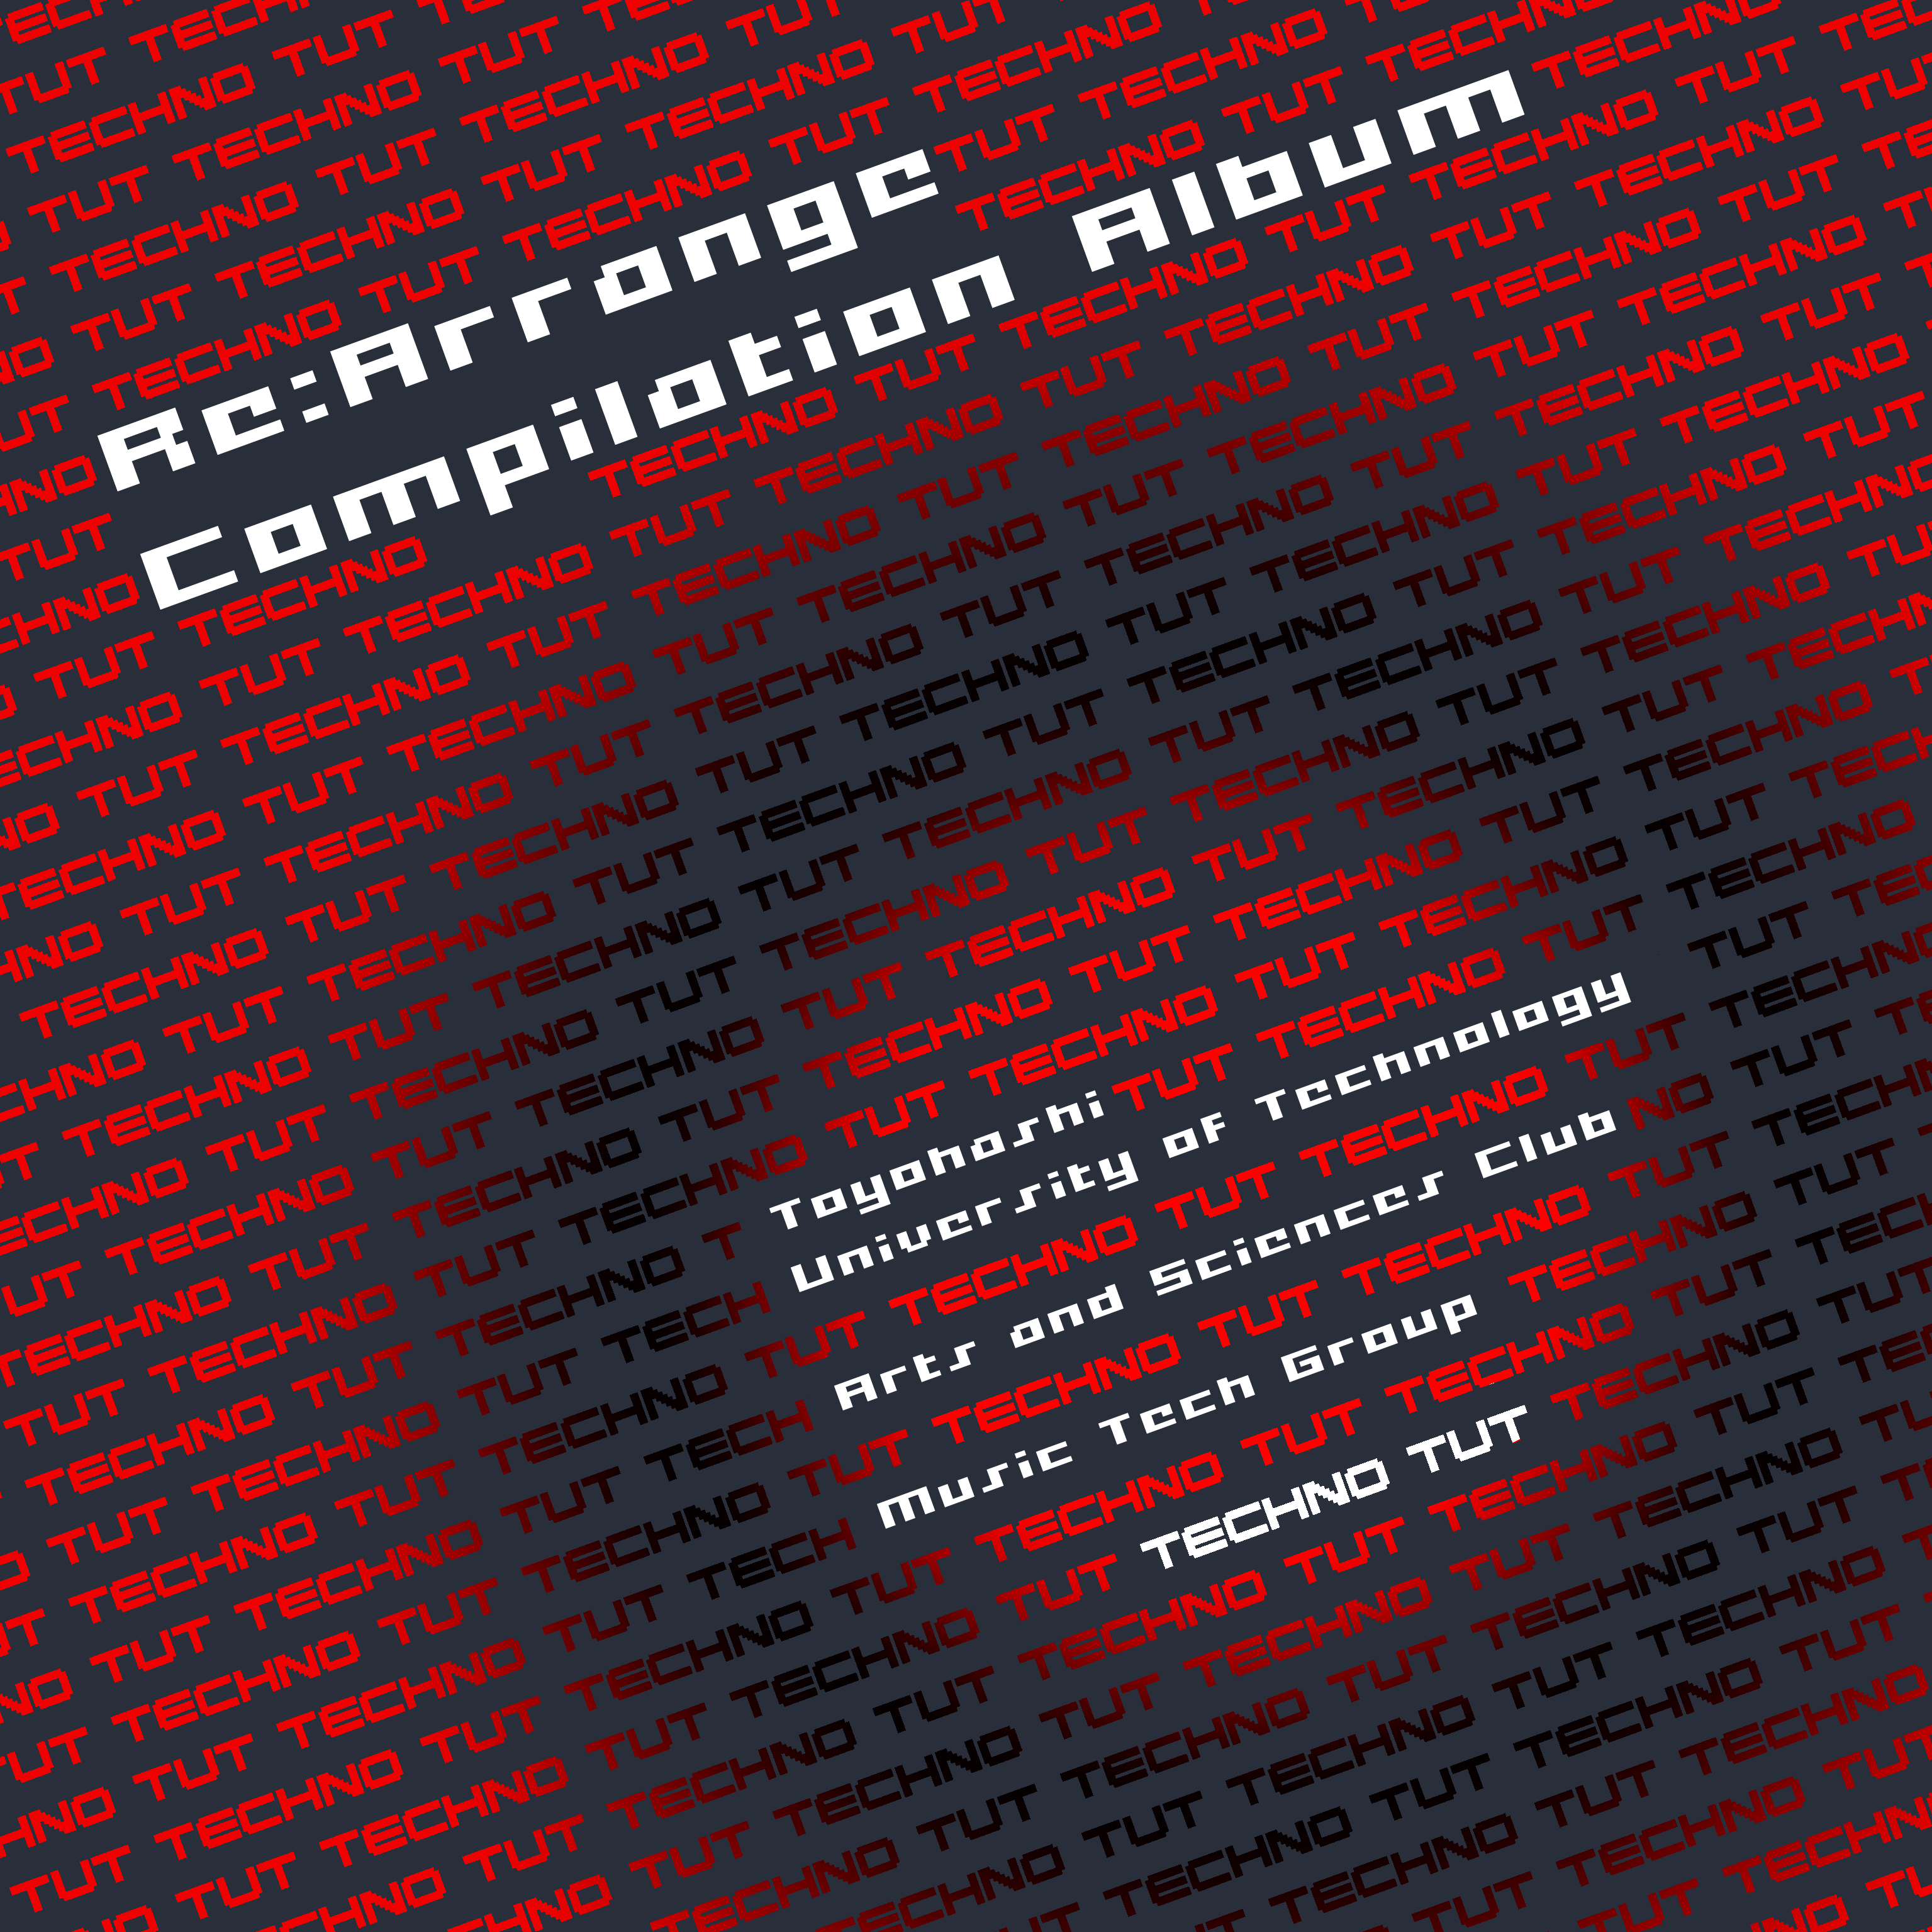 Re:Arrange
Compilation Album
Toyohashi
University of Technology
Arts and Sciences Club
Music Tech Group
TECHNO TUT